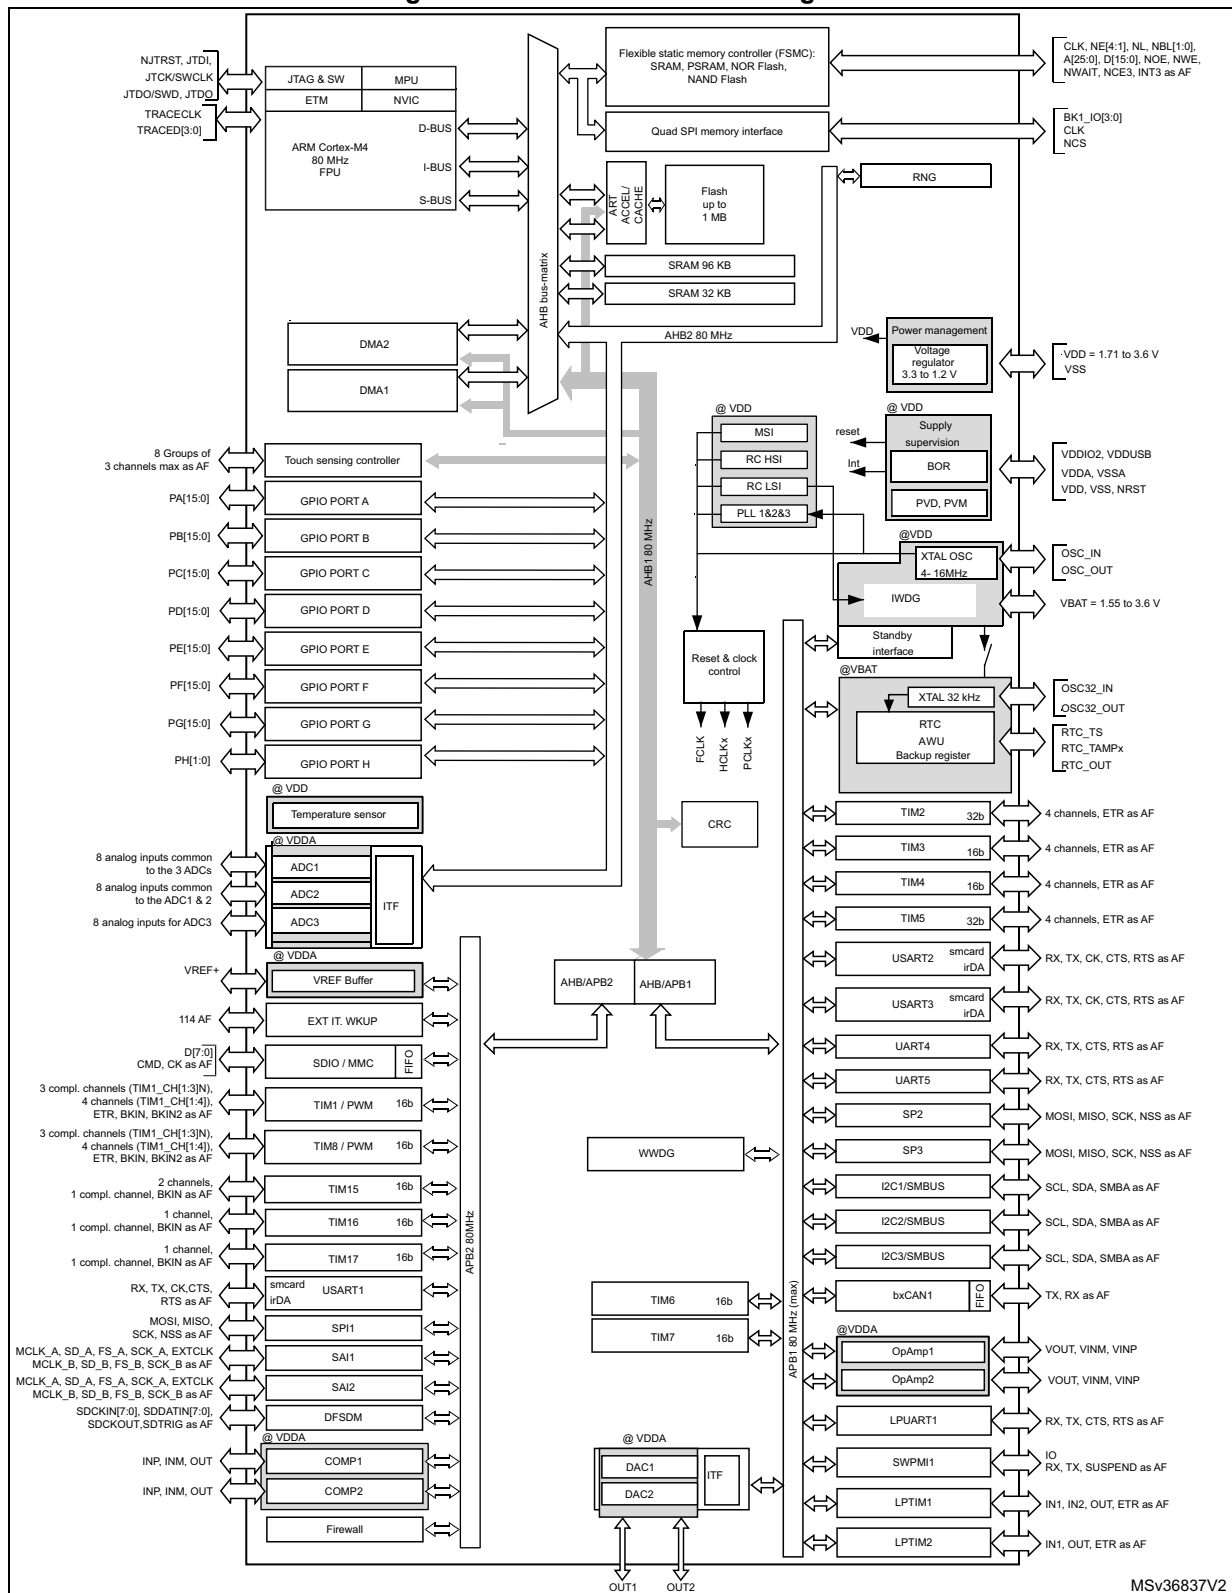 NJTRST, JTDI,
JTCK/SWCLK
JTDO/SWD, JTDO
TRACECLK
TRACED[3:0]
JTAG & SW
MPU
ETM
NVIC
ARM Cortex-M4
80 MHz
FPU
D-BUS
I-BUS
S-BUS
AHB bus-matrix
Flexible static memory controller (FSMC):
SRAM, PSRAM, NOR Flash,
NAND Flash
CLK, NE[4:1], NL, NBL[1:0],
A[25:0], D[15:0], NOE, NWE,
NWAIT, NCE3, INT3 as AF
Quad SPI memory interface
BK1_IO[3:0]
CLK
NCS
ART
ACCEL/
CACHE
Flash
up to
1 MB
RNG
SRAM 96 KB
SRAM 32 KB
AHB2 80 MHz
DMA2
DMA1
VDD
Power management
Voltage
regulator
3.3 to 1.2 V
VDD = 1.71 to 3.6 V
VSS
@ VDD
MSI
RC HSI
RC LSI
PLL 1&2&3
@ VDD
reset
Int
Supply
supervision
BOR
PVD, PVM
VDDIO2, VDDUSB
VDDA, VSSA
VDD, VSS, NRST
@VDD
XTAL OSC
4- 16MHz
OSC_IN
OSC_OUT
IWDG
VBAT = 1.55 to 3.6 V
Standby
interface
@VBAT
XTAL 32 kHz
RTC
AWU
Backup register
OSC32_IN
OSC32_OUT
RTC_TS
RTC_TAMPx
RTC_OUT
Reset & clock
control
FCLK
HCLKx
PCLKx
AHB1 80 MHz
8 Groups of
3 channels max as AF
Touch sensing controller
PA[15:0]
GPIO PORT A
PB[15:0]
GPIO PORT B
PC[15:0]
GPIO PORT C
PD[15:0]
GPIO PORT D
PE[15:0]
GPIO PORT E
PF[15:0]
GPIO PORT F
PG[15:0]
GPIO PORT G
PH[1:0]
GPIO PORT H
@ VDD
Temperature sensor
@ VDDA
8 analog inputs common
to the 3 ADCs
8 analog inputs common
to the ADC1 & 2
8 analog inputs for ADC3
ADC1
ADC2
ADC3
ITF
CRC
@ VDDA
VREF+
VREF Buffer
AHB/APB2
AHB/APB1
114 AF
EXT IT. WKUP
D[7:0]
CMD, CK as AF
SDIO / MMC
FIFO
3 compl. channels (TIM1_CH[1:3]N),
4 channels (TIM1_CH[1:4]),
ETR, BKIN, BKIN2 as AF
TIM1 / PWM
16b
3 compl. channels (TIM1_CH[1:3]N),
4 channels (TIM1_CH[1:4]),
ETR, BKIN, BKIN2 as AF
TIM8 / PWM
16b
2 channels,
1 compl. channel, BKIN as AF
TIM15
16b
1 channel,
1 compl. channel, BKIN as AF
TIM16
16b
1 channel,
1 compl. channel, BKIN as AF
TIM17
16b
RX, TX, CK,CTS,
RTS as AF
smcard
irDA
USART1
MOSI, MISO,
SCK, NSS as AF
SPI1
MCLK_A, SD_A, FS_A, SCK_A, EXTCLK
MCLK_B, SD_B, FS_B, SCK_B as AF
SAI1
MCLK_A, SD_A, FS_A, SCK_A, EXTCLK
MCLK_B, SD_B, FS_B, SCK_B as AF
SAI2
SDCKIN[7:0], SDDATIN[7:0],
SDCKOUT,SDTRIG as AF
DFSDM
@ VDDA
INP, INM, OUT
COMP1
INP, INM, OUT
COMP2
Firewall
APB2 80MHz
WWDG
TIM6
16b
TIM7
16b
@ VDDA
DAC1
DAC2
ITF
OUT1
OUT2
APB1 80 MHz (max)
TIM2
32b
4 channels, ETR as AF
TIM3
16b
4 channels, ETR as AF
TIM4
16b
4 channels, ETR as AF
TIM5
32b
4 channels, ETR as AF
USART2
smcard
irDA
RX, TX, CK, CTS, RTS as AF
USART3
smcard
irDA
RX, TX, CK, CTS, RTS as AF
UART4
RX, TX, CTS, RTS as AF
UART5
RX, TX, CTS, RTS as AF
SP2
MOSI, MISO, SCK, NSS as AF
SP3
MOSI, MISO, SCK, NSS as AF
I2C1/SMBUS
SCL, SDA, SMBA as AF
I2C2/SMBUS
SCL, SDA, SMBA as AF
I2C3/SMBUS
SCL, SDA, SMBA as AF
bxCAN1
FIFO
TX, RX as AF
@VDDA
OpAmp1
VOUT, VINM, VINP
OpAmp2
VOUT, VINM, VINP
LPUART1
RX, TX, CTS, RTS as AF
SWPMI1
IO
RX, TX, SUSPEND as AF
LPTIM1
IN1, IN2, OUT, ETR as AF
LPTIM2
IN1, OUT, ETR as AF
MSv36837V2